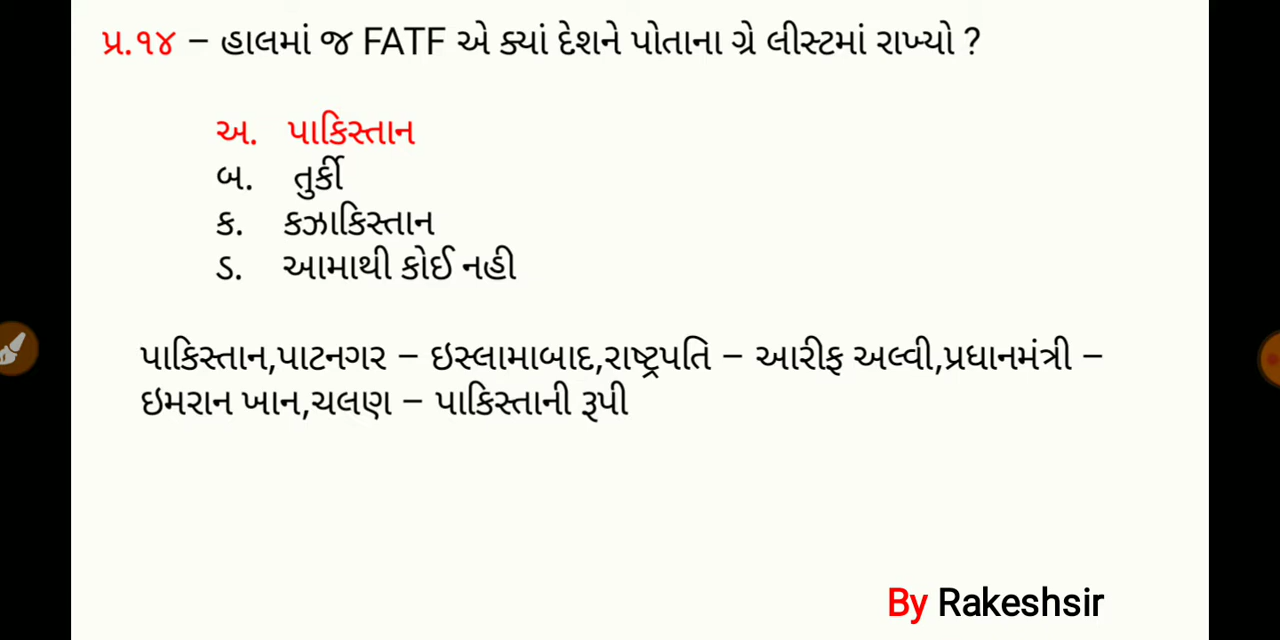 પ્ર.૧૪ – હાલમાં જ FATF એ ક્યાં દેશને પોતાના ગ્રે લીસ્ટમાં રાખ્યો ?
અ. પાકિસ્તાન
બ. તુર્કી
ક. કઝાકિસ્તાન
ડ. આમાથી કોઈ નહી
પાકિસ્તાન,પાટનગર – ઇસ્લામાબાદ,રાષ્ટ્રપતિ – આરીફ અલ્વી,પ્રધાનમંત્રી –
ઇમરાન ખાન,ચલણ – પાકિસ્તાની રૂપી
By Rakeshsir